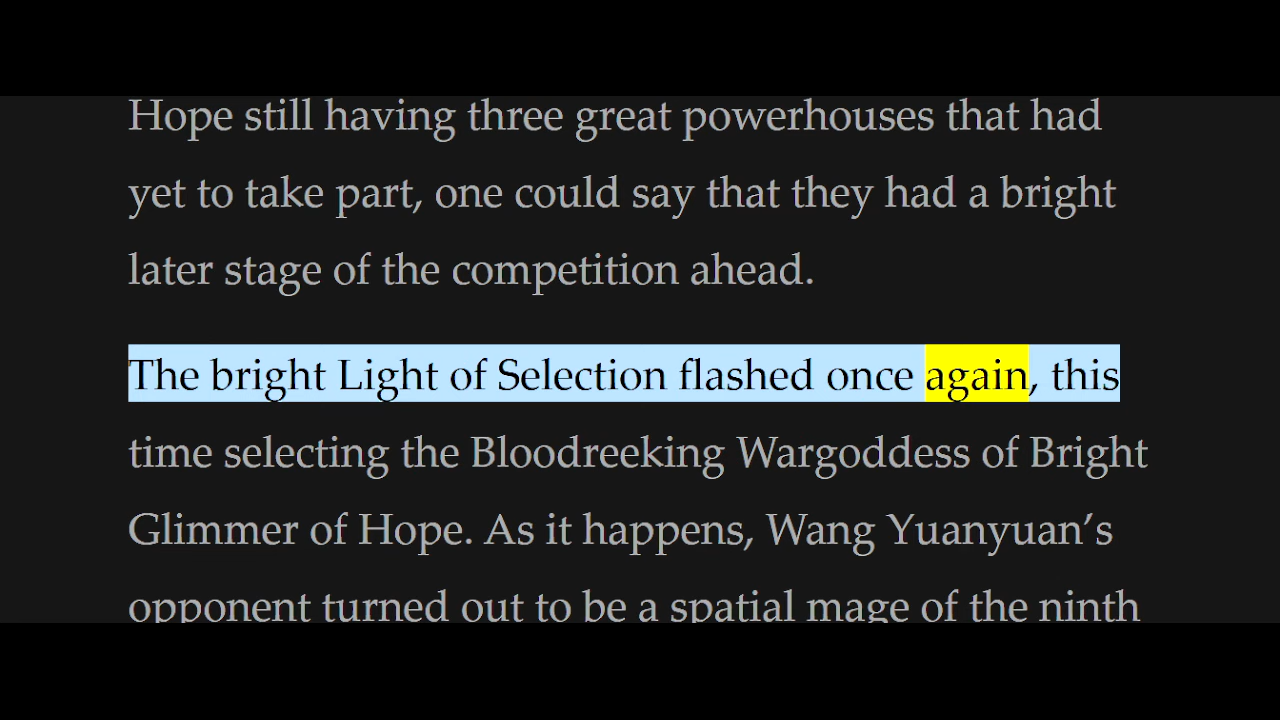 Hope still having three great powerhouses that had
yet to take part, one could say that they had a bright
later stage of the competition ahead.
The bright Light of Selection flashed once again, this
time selecting the Bloodreeking Wargoddess of Bright
Glimmer of Hope. As it happens, Wang Yuanyuan’s
opponent turned out to be a spatial mage of the ninth